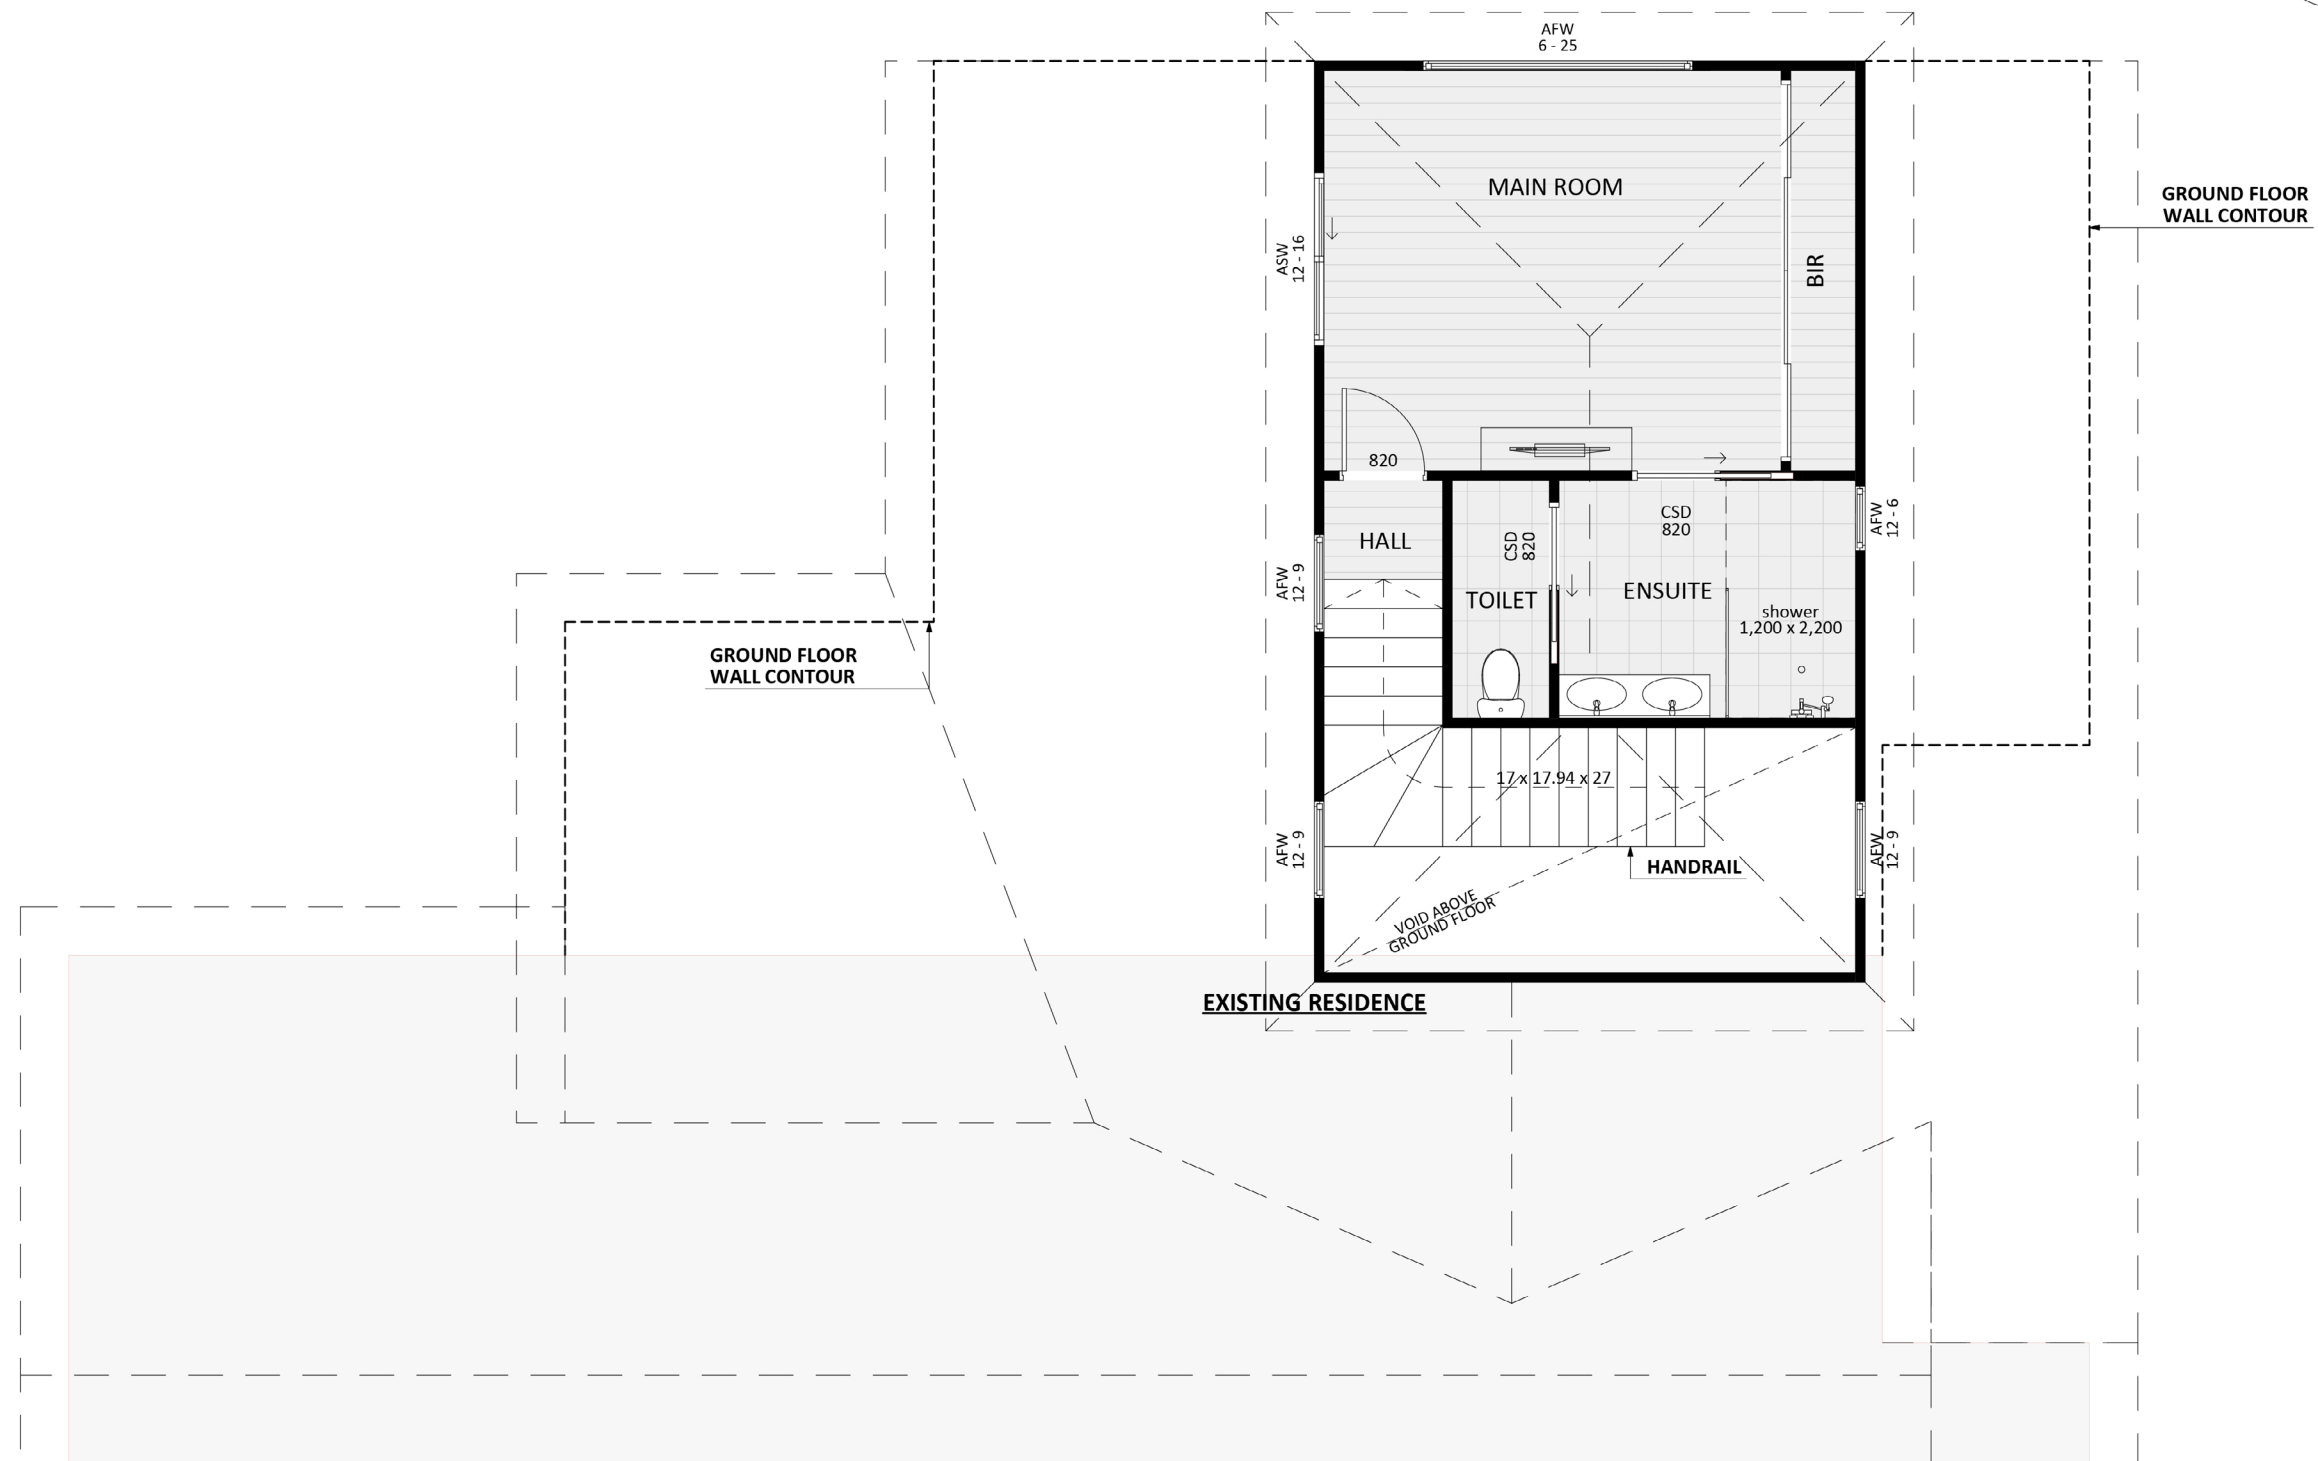 AFW
6 - 25
MAIN ROOM
GROUND FLOOR
WALL CONTOUR
ASW
12 - 16
BIR
820
CSD
820
AFW
12 - 6
HALL
CSD
820
AFW
12 - 9
TOILET
ENSUITE
shower
1,200 x 2,200
GROUND FLOOR
WALL CONTOUR
17 x 17.94 x 27
AFW
12 - 9
AFW
12 - 9
HANDRAIL
VOID ABOVE
GROUND FLOOR
EXISTING RESIDENCE